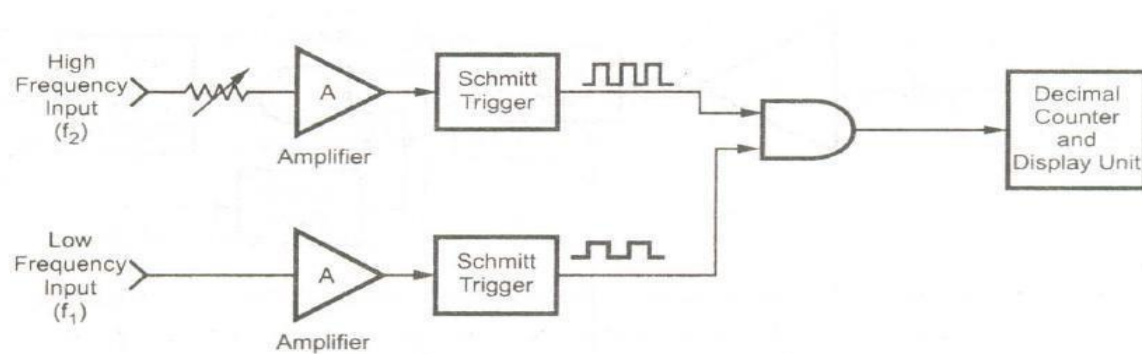 High
Frequency
Input
(f2)
A
Amplifier
Schmitt
Trigger
Decimal
Counter
and
Display Unit
Low
Frequency
Input
(f1)
A
Amplifier
Schmitt
Trigger